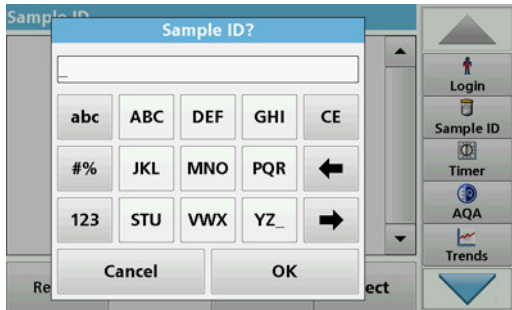 Sample ID
Sample ID?
_
abc ABC DEF GHI CE
#% JKL MNO PQR
123 STU VWX YZ_
Cancel OK
Re
ect
Login
Sample ID
Timer
AQA
Trends